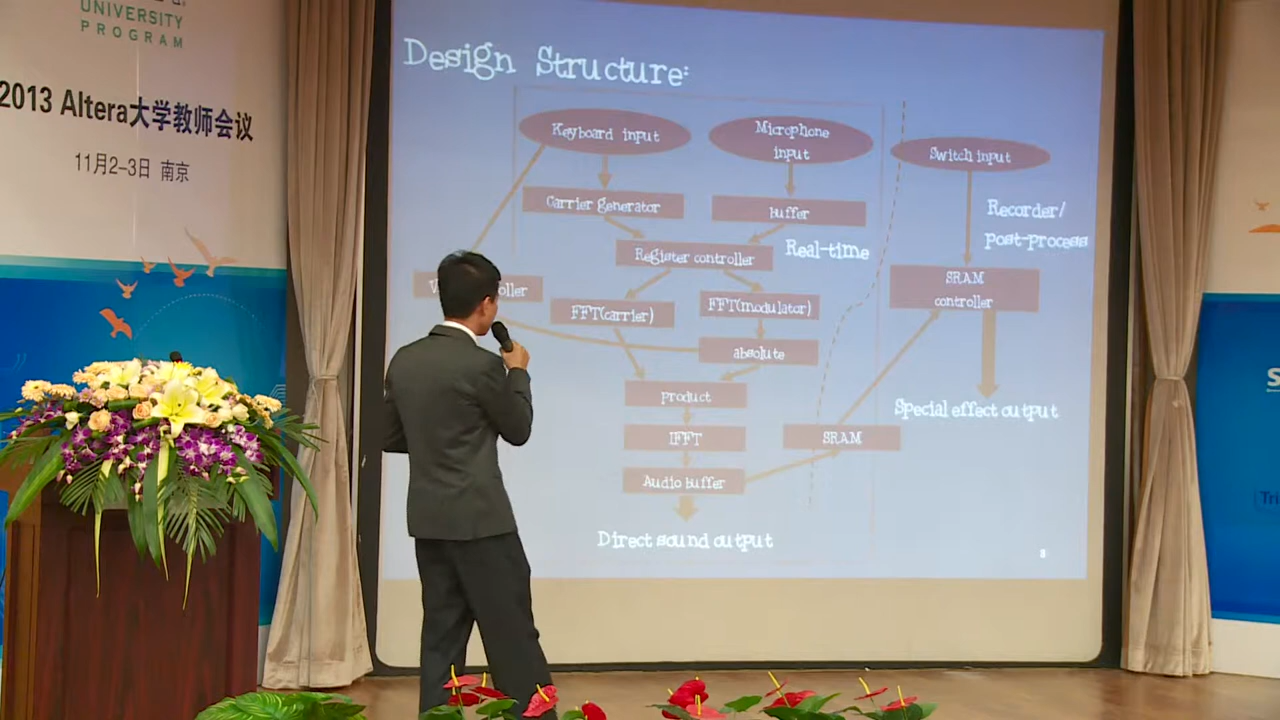 UNIVERSITY
PROGRAM
2013 Altera大学教师会议
11月2-3日 南京
Design Structure:
Keyboard input
Microphone
input
Switch input
Carrier generator
buffer
Recorder/
post-process
Register controller
Real-time
SRAM
controller
FFT(carrier)
FFT(modulator)
absolute
product
Special effect output
IFFT
SRAM
Audio buffer
Direct sound output
8